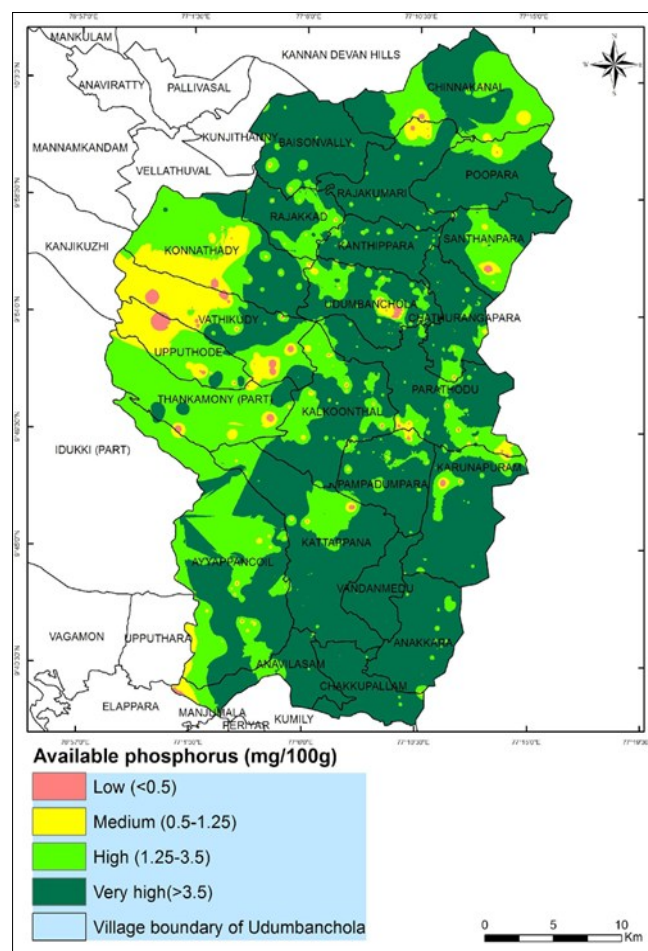 MANKULAM
KANNAN DEVAN HILLS
ANAVIRATTY
PALLIVASAL
CHINNAKANAL
KUNJITHANNY
BAISONVALLY
MANNAMKANDAM
VELLATHUVAL
POOPARA
RAJAKUMARI
RAJAKKAD
SANTHANPARA
KANJIKUZHI
KONNATHADY
KANTHIPPARA
UDUMBANCHOLA
VATHIKUDY
CHATHURANGAPARA
UPPUTHODE
PARATHODU
THANKAMONY (PART)
KALKOONTHAL
IDUKKI (PART)
KARUNAPURAM
PAMPADUMPARA
KATTAPPANA
AYYAPPANCOIL
VANDANMEDU
VAGAMON
UPPUTHARA
ANAKKARA
ANAVILASAM
CHAKKUPALLAM
ELAPPARA
MANJUMALA
KUMILY
PERIYAR
Available phosphorus (mg/100g)
Low (<0.5)
Medium (0.5-1.25)
High (1.25-3.5)
Very high(>3.5)
Village boundary of Udumbanchola
0 5 10
Km